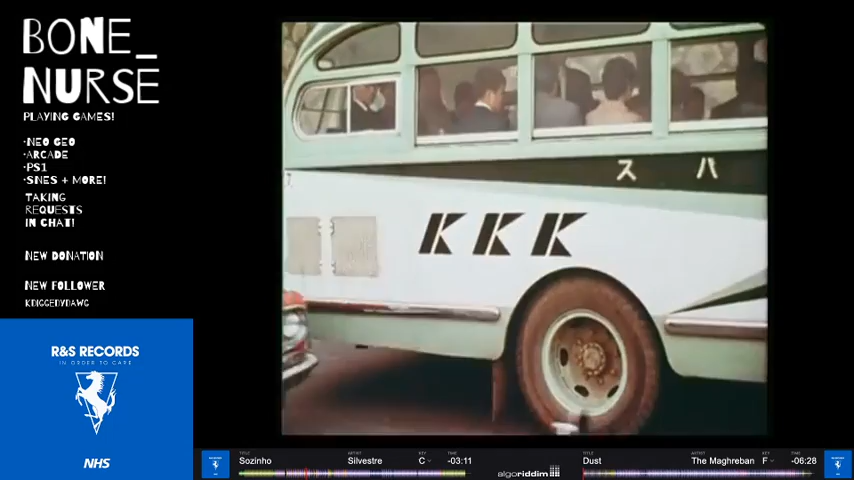 BONE_
NURSE
PLAYING GAMES!
·NEO GEO
·ARCADE
·PS1
·SNES + MORE!
TAKING
REQUESTS
IN CHAT!
NEW DONATION
NEW FOLLOWER
KDIGGEDYDAWG
R&S RECORDS
IN ORDER TO CARE
NHS
スハ
KKK
TITLE ARTIST KEY TIME
Sozinho Silvestre C -03:11
algoriddim
TITLE ARTIST KEY TIME
Dust The Maghreban F -06:28